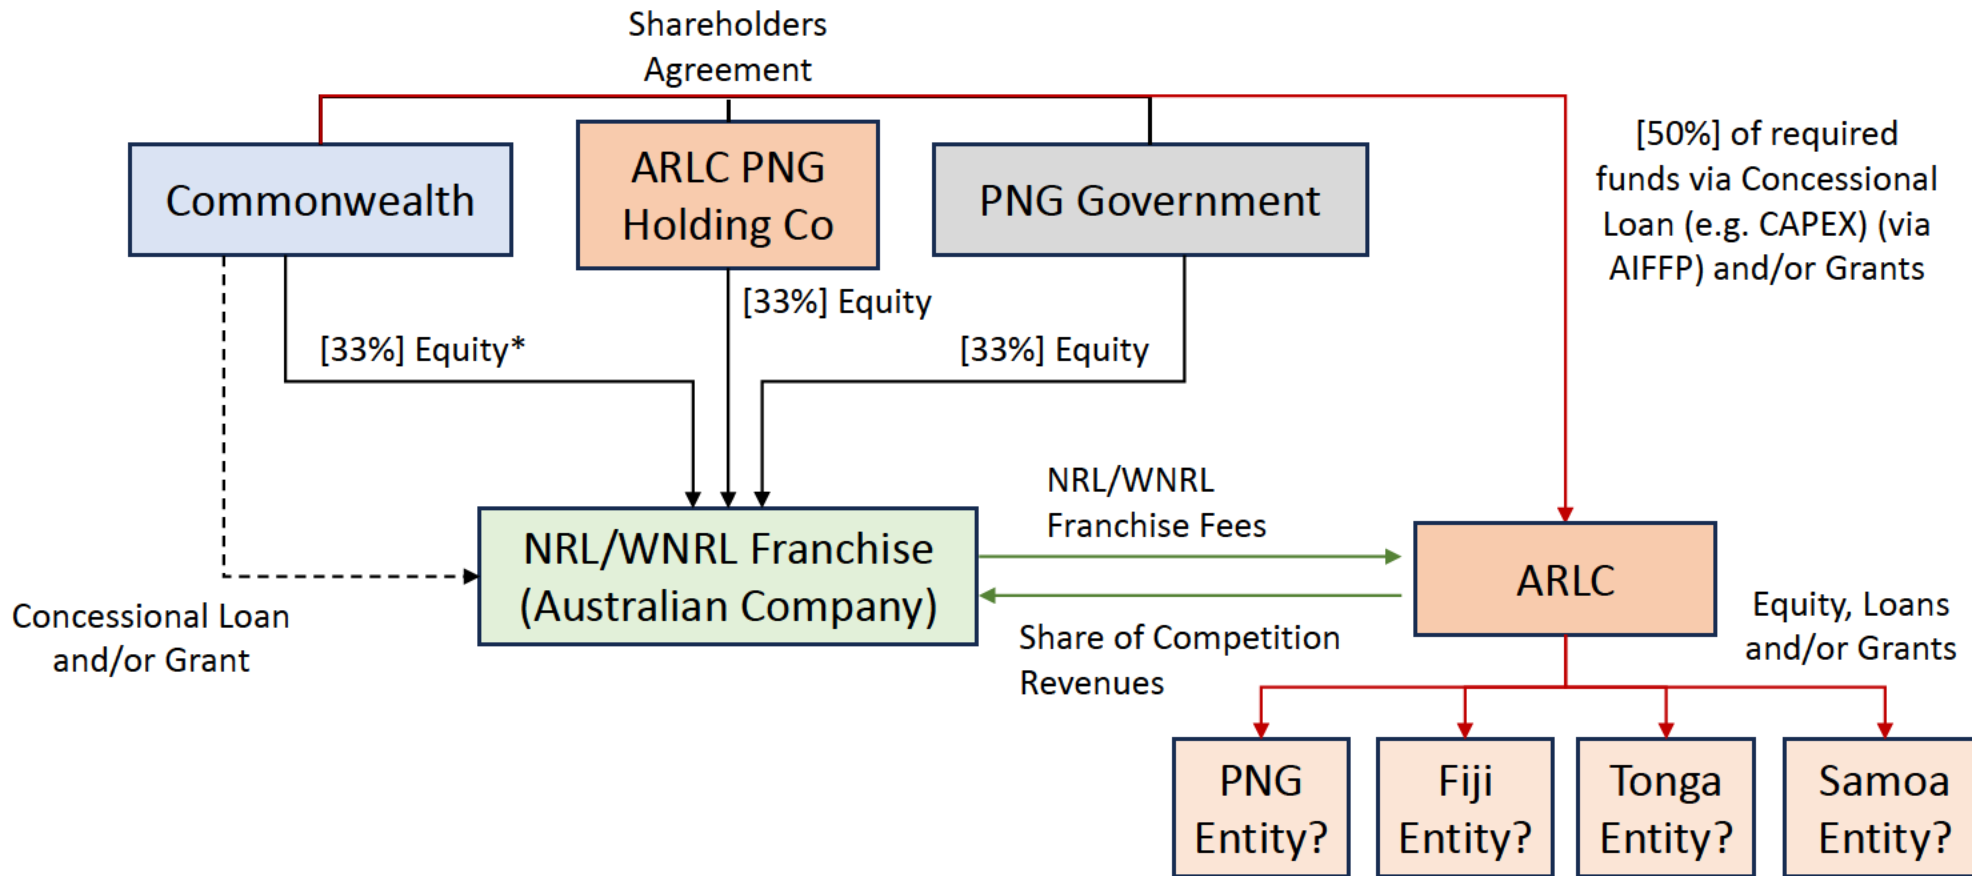 Shareholders
Agreement
Commonwealth
ARLC PNG
Holding Co
PNG Government
[50%] of required
funds via Concessional
Loan (e.g. CAPEX) (via
AIFFP) and/or Grants
[33%] Equity
[33%] Equity*
[33%] Equity
NRL/WNRL
Franchise Fees
NRL/WNRL Franchise
(Australian Company)
ARLC
Concessional Loan
and/or Grant
Share of Competition
Revenues
Equity, Loans
and/or Grants
PNG
Entity?
Fiji
Entity?
Tonga
Entity?
Samoa
Entity?